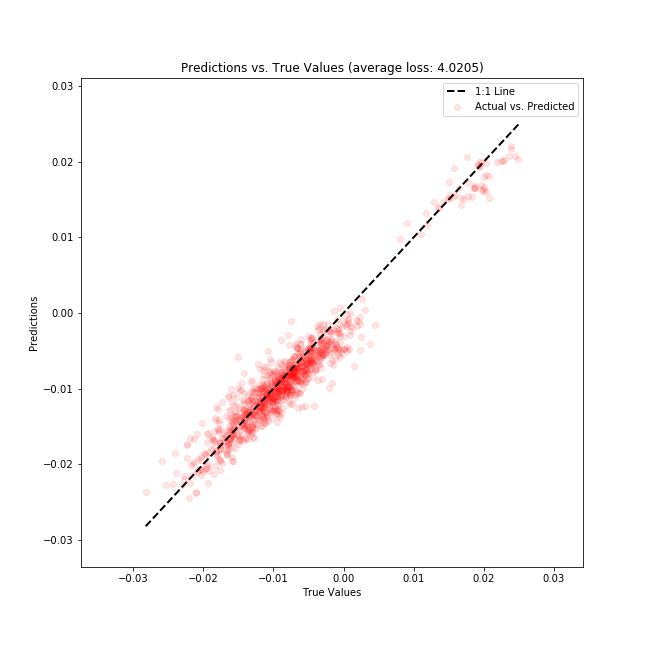 Predictions vs. True Values (average loss: 4.0205)
0.03
0.02
0.01
0.00
−0.01
−0.02
−0.03
Predictions
1:1 Line
Actual vs. Predicted
−0.03 −0.02 −0.01 0.00 0.01 0.02 0.03
True Values